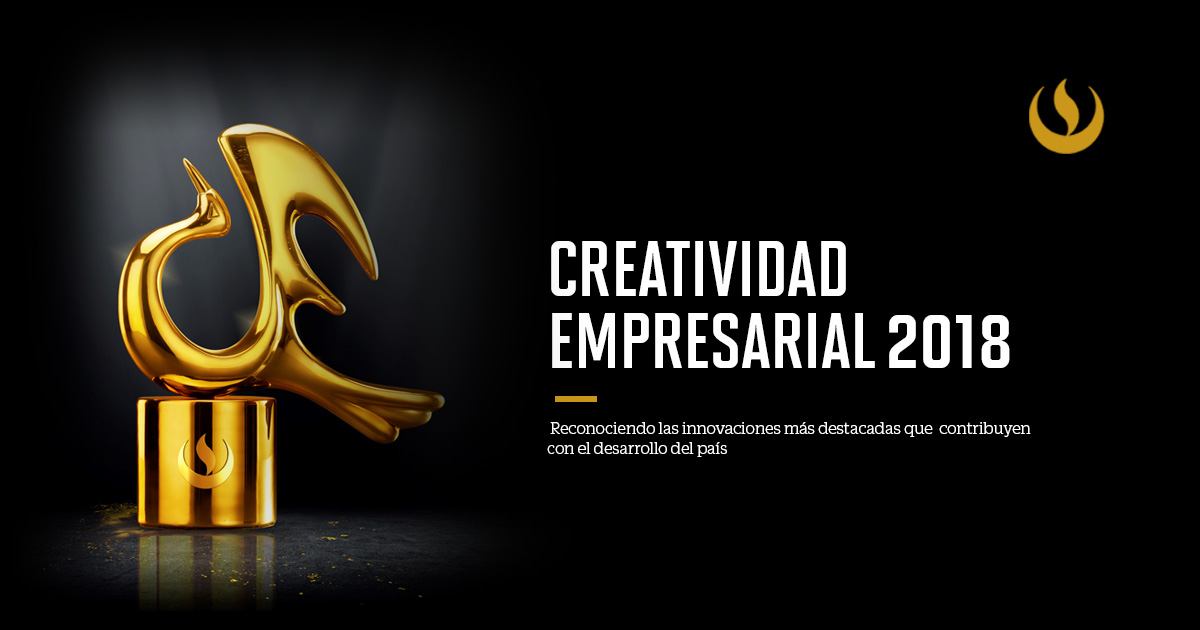 CREATIVIDAD
EMPRESARIAL 2018
Reconociendo las innovaciones más destacadas que contribuyen
con el desarrollo del país